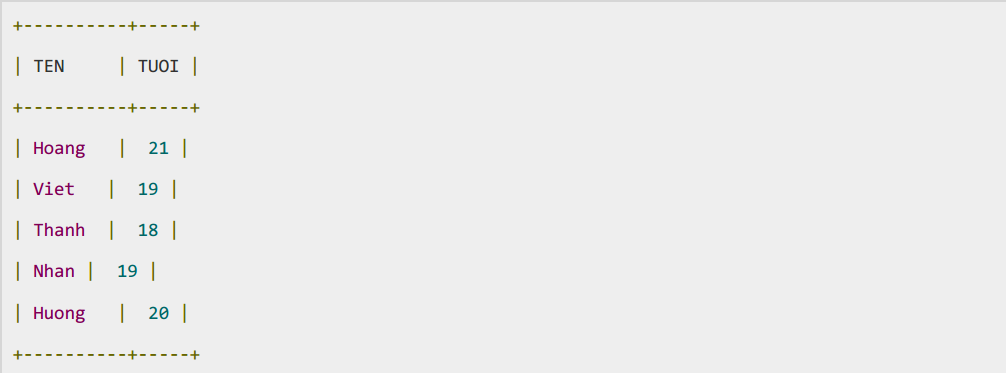 +----------+-----+
| TEN     | TUOI |
+----------+-----+
| Hoang   |  21 |
| Viet   |  19 |
| Thanh  |  18 |
| Nhan |  19 |
| Huong   |  20 |
+----------+-----+